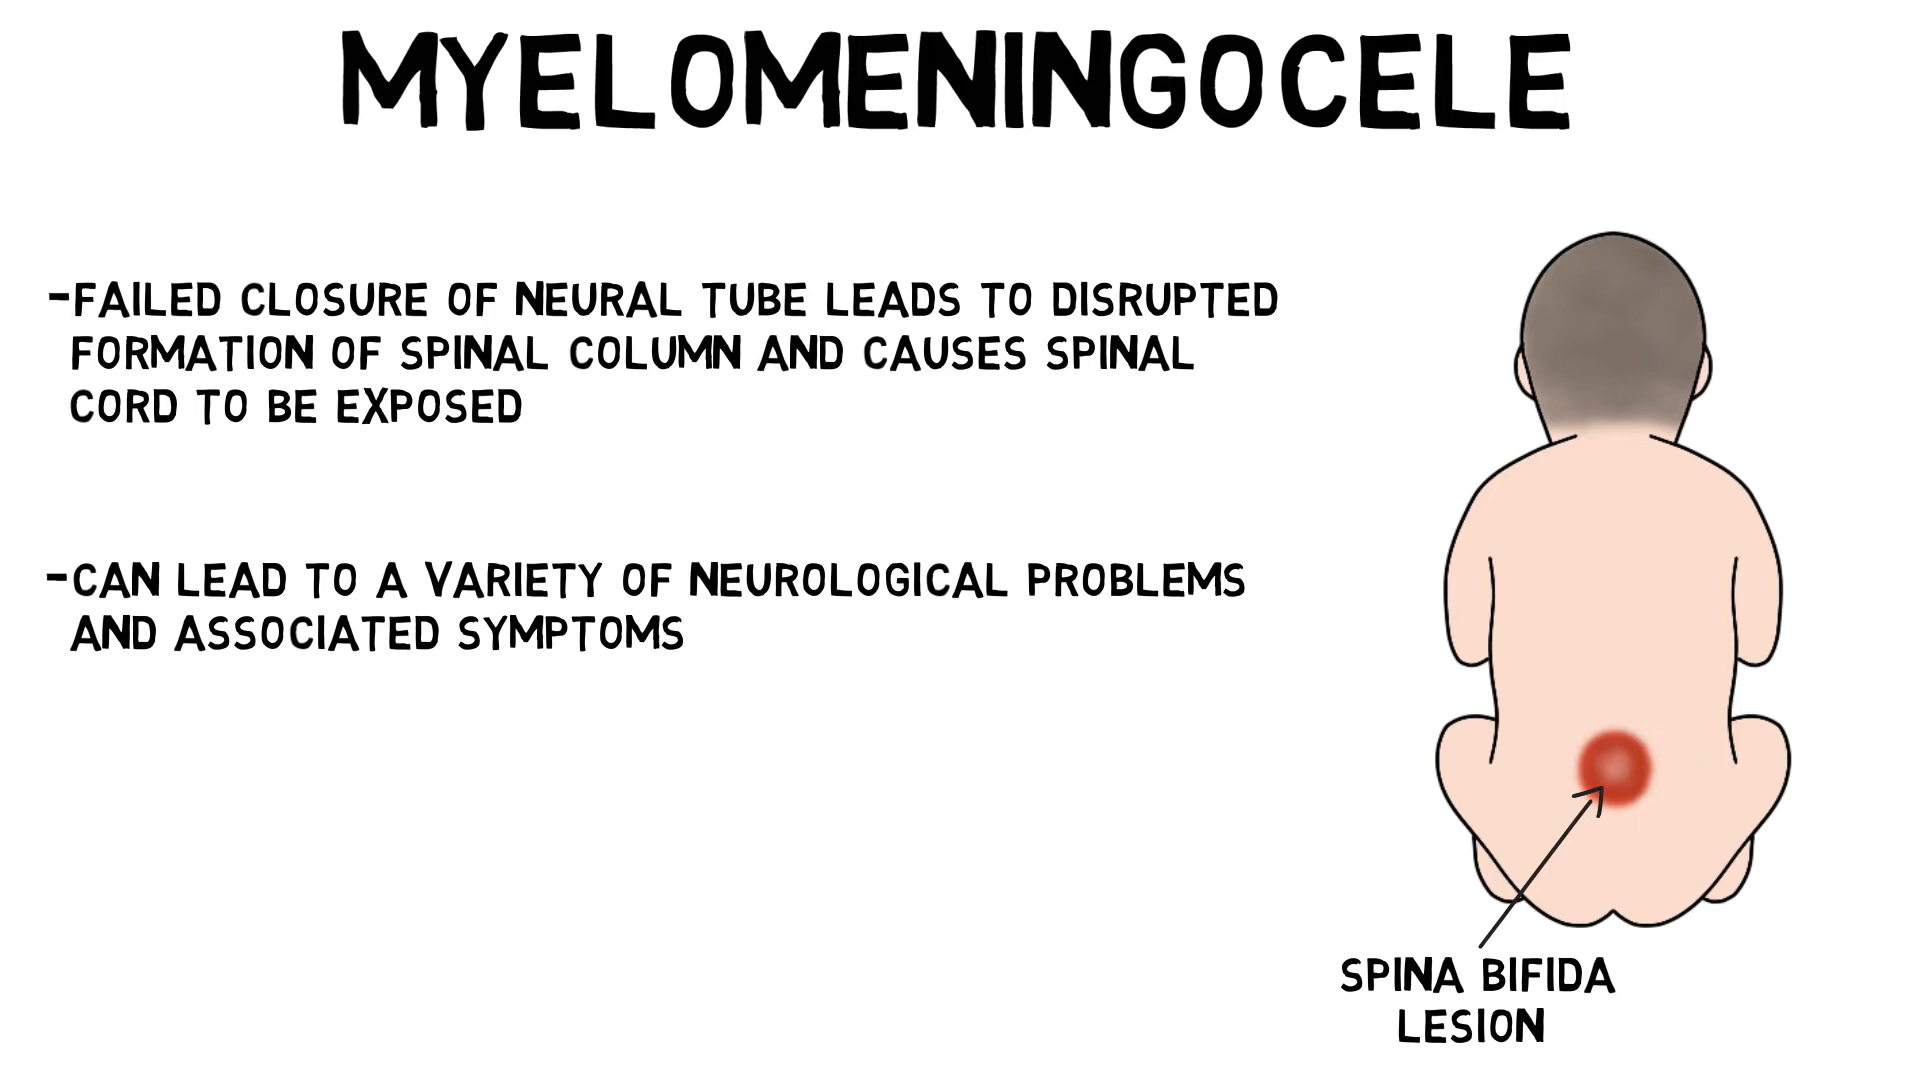 MYELOMENINGOCELE
-FAILED CLOSURE OF NEURAL TUBE LEADS TO DISRUPTED
FORMATION OF SPINAL COLUMN AND CAUSES SPINAL
CORD TO BE EXPOSED
-CAN LEAD TO A VARIETY OF NEUROLOGICAL PROBLEMS
AND ASSOCIATED SYMPTOMS
SPINA BIFIDA
LESION